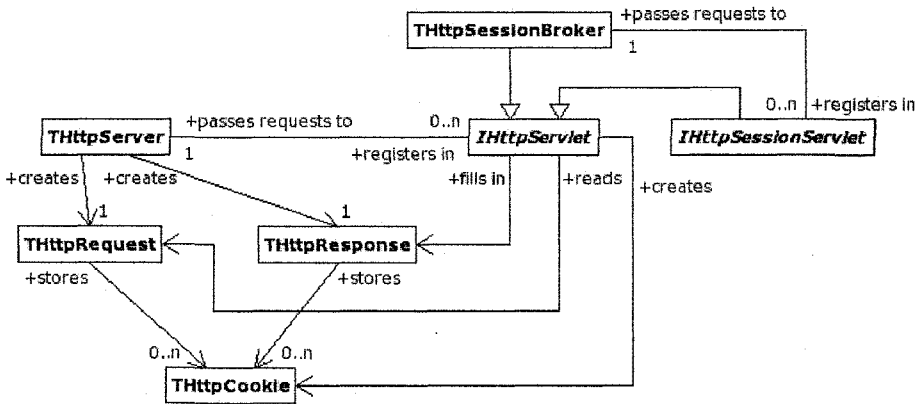 THttpSessionBroker
+passes requests to
1
0..n
+registers in
IHttpSessionServlet
THttpServer
+passes requests to
1
0..n
+registers in
IHttpServlet
+creates
+creates
+fills in
+reads
+creates
1
1
THttpRequest
THttpResponse
+stores
+stores
0..n
0..n
THttpCookie